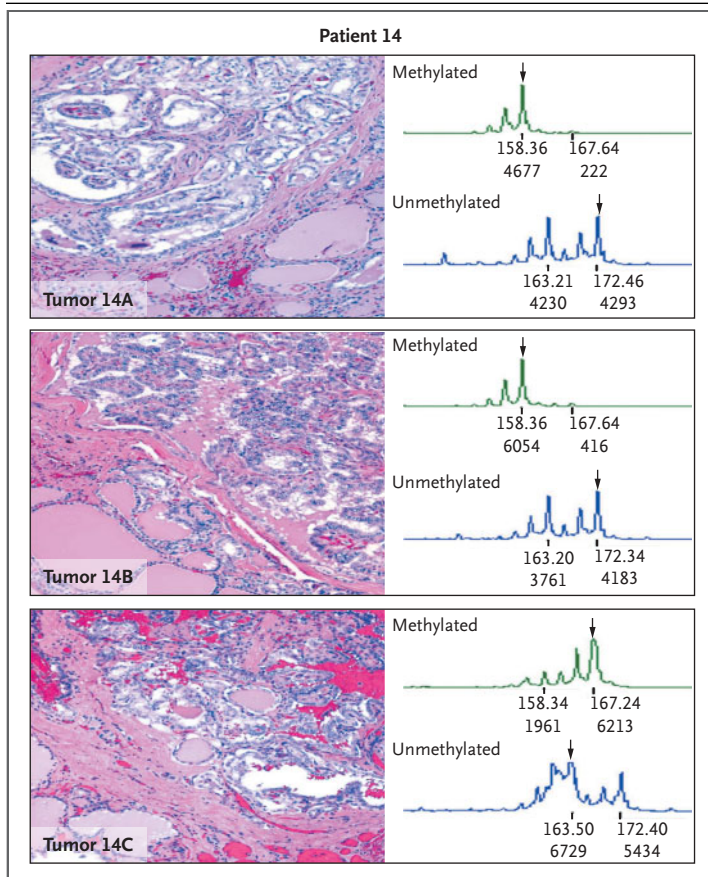 Patient 14
Methylated
158.36 167.64
4677 222
Unmethylated
163.21 172.46
4230 4293
Tumor 14A
Methylated
158.36 167.64
6054 416
Unmethylated
163.20 172.34
3761 4183
Tumor 14B
Methylated
158.34 167.24
1961 6213
Unmethylated
163.50 172.40
6729 5434
Tumor 14C